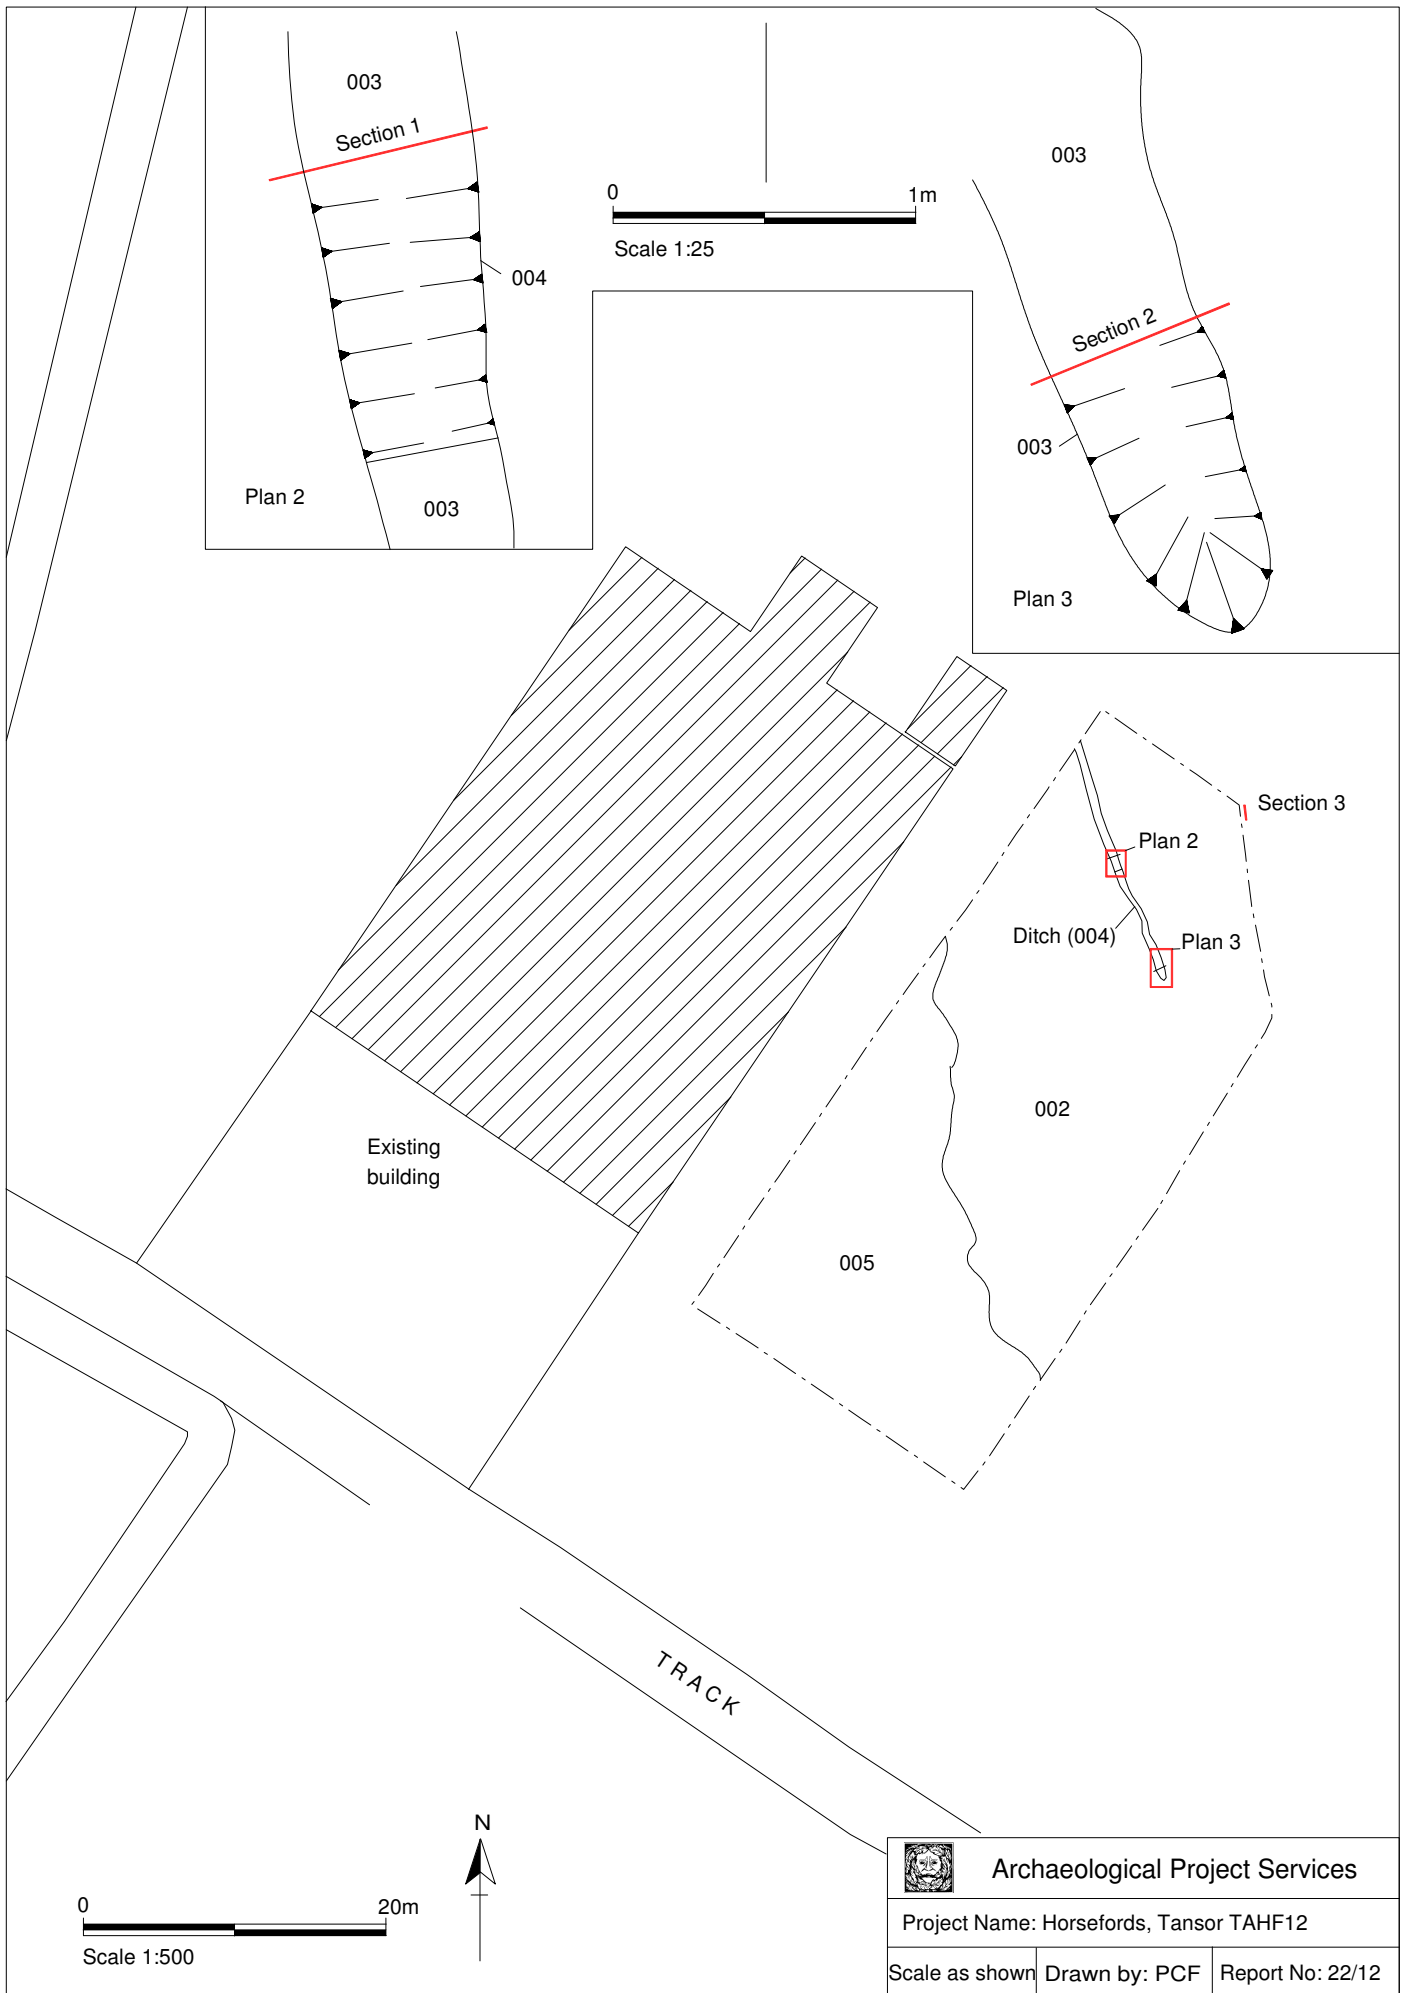 003
Section 1
004
003
Plan 2
0 1m
Scale 1:25
003
Section 2
003
Plan 3
Section 3
Plan 2
Ditch (004)
Plan 3
002
005
Existing
building
TRACK
N
0 20m
Scale 1:500
Archaeological Project Services
Project Name: Horsefords, Tansor TAHF12
Scale as shown Drawn by: PCF Report No: 22/12